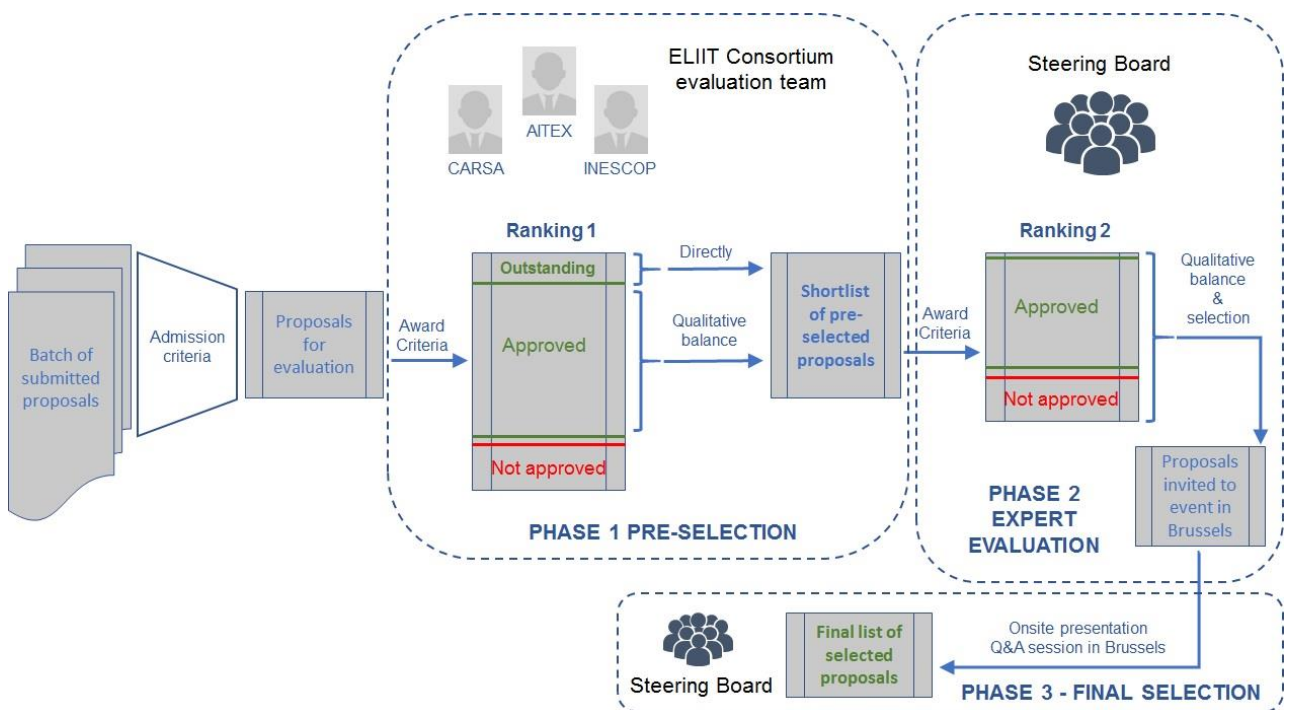 ELIIT Consortium
evaluation team
CARSA
AITEX
INESCOP
Steering Board
Batch of
submitted
proposals
Admission
criteria
Proposals
for
evaluation
Award
Criteria
Ranking 1
Outstanding
Approved
Not approved
Directly
Qualitative
balance
Shortlist
of pre-
selected
proposals
PHASE 1 PRE-SELECTION
Award
Criteria
Ranking 2
Approved
Not approved
Qualitative
balance
&
selection
PHASE 2
EXPERT
EVALUATION
Proposals
invited to
event in
Brussels
Onsite presentation
Q&A session in Brussels
Final list of
selected
proposals
Steering Board
PHASE 3 - FINAL SELECTION